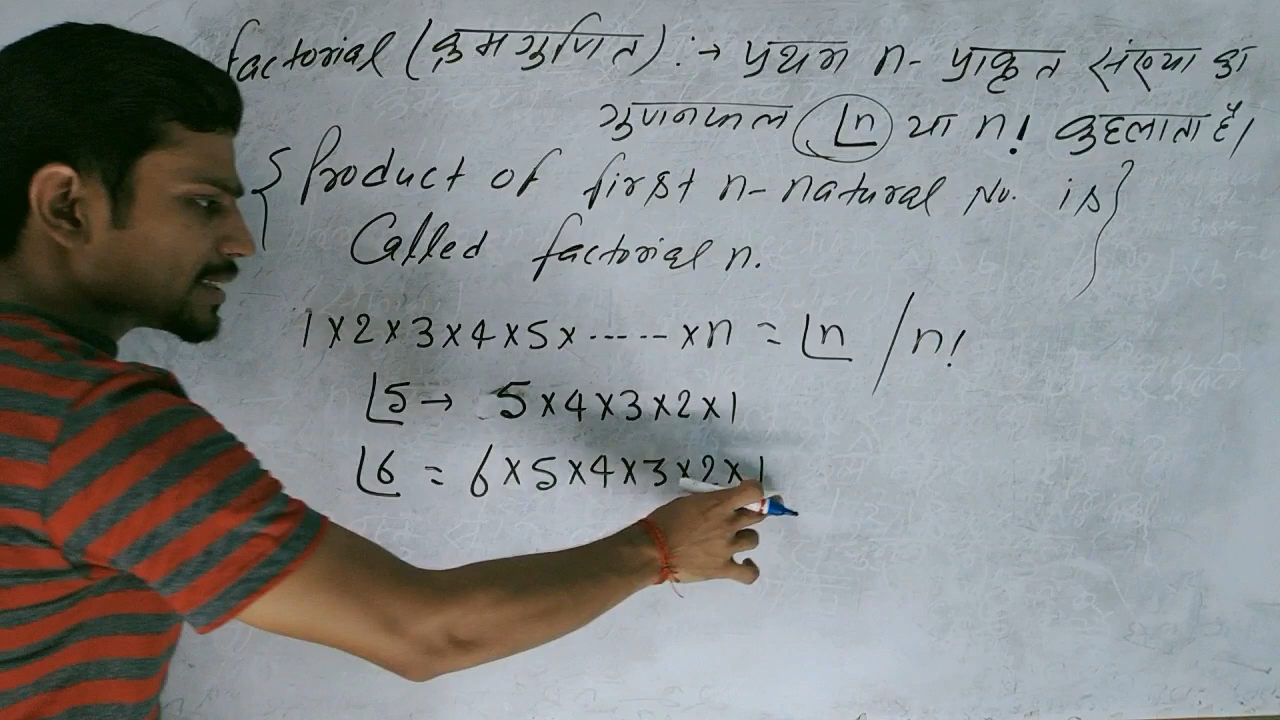 factorial (क्रमगुणित) :→ प्रथम n- प्राकृत संख्या का
गुणनफल |̲n या n! कहलाता है।
{ Product of first n-natural No. is }
Called factorial n.
1×2×3×4×5×-----×n = |̲n / n!
|̲5 → 5×4×3×2×1
|̲6 = 6×5×4×3×2×1